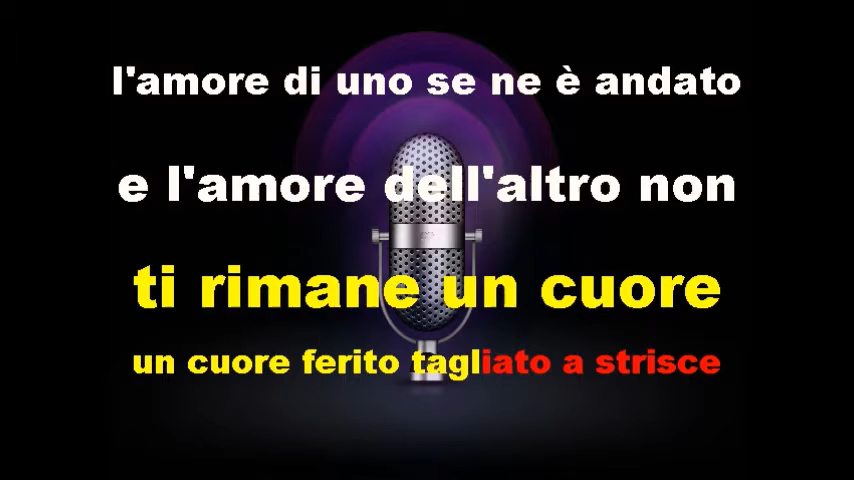 l'amore di uno se ne è andato
e l'amore dell'altro non
ti rimane un cuore
un cuore ferito tagliato a strisce